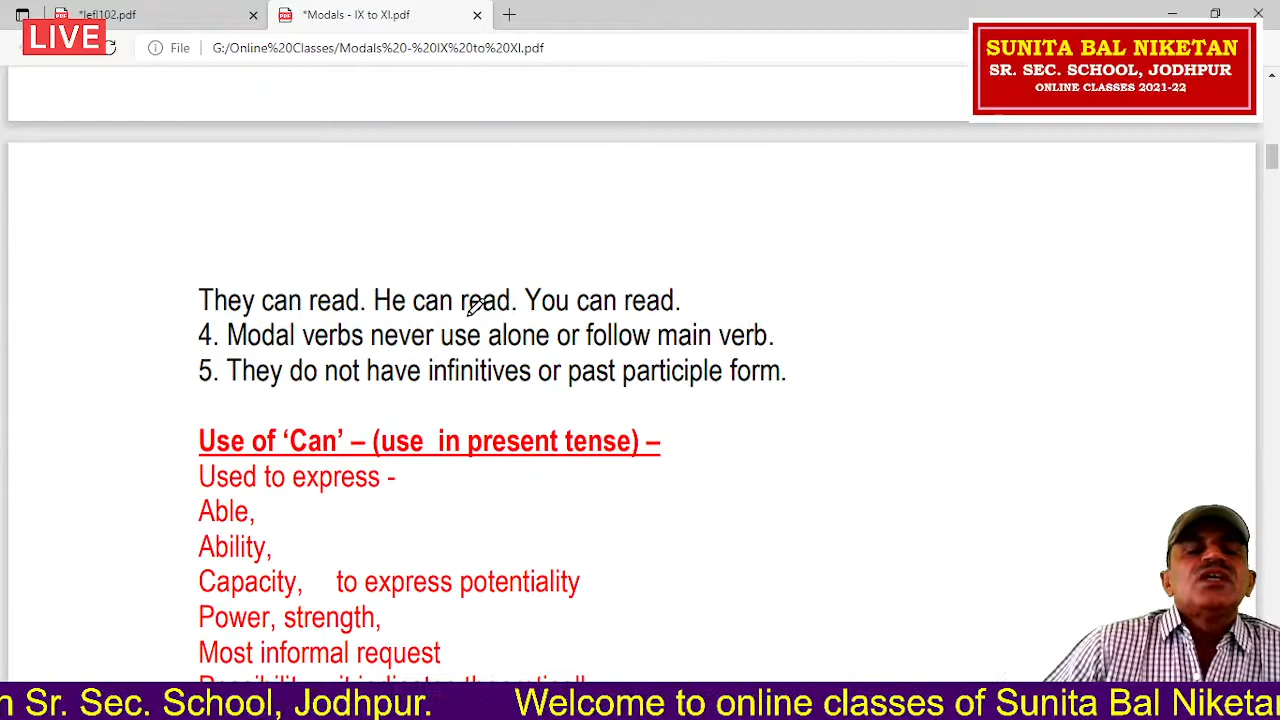 *lefl102.pdf
*Modals - IX to XI.pdf
LIVE
File G:/Online%20Classes/Modals%20-%20IX%20to%20XI.pdf
SUNITA BAL NIKETAN
SR. SEC. SCHOOL, JODHPUR
ONLINE CLASSES 2021-22
They can read. He can read. You can read.
4. Modal verbs never use alone or follow main verb.
5. They do not have infinitives or past participle form.
Use of ‘Can’ – (use in present tense) –
Used to express -
Able,
Ability,
Capacity, to express potentiality
Power, strength,
Most informal request
Sr. Sec. School, Jodhpur. Welcome to online classes of Sunita Bal